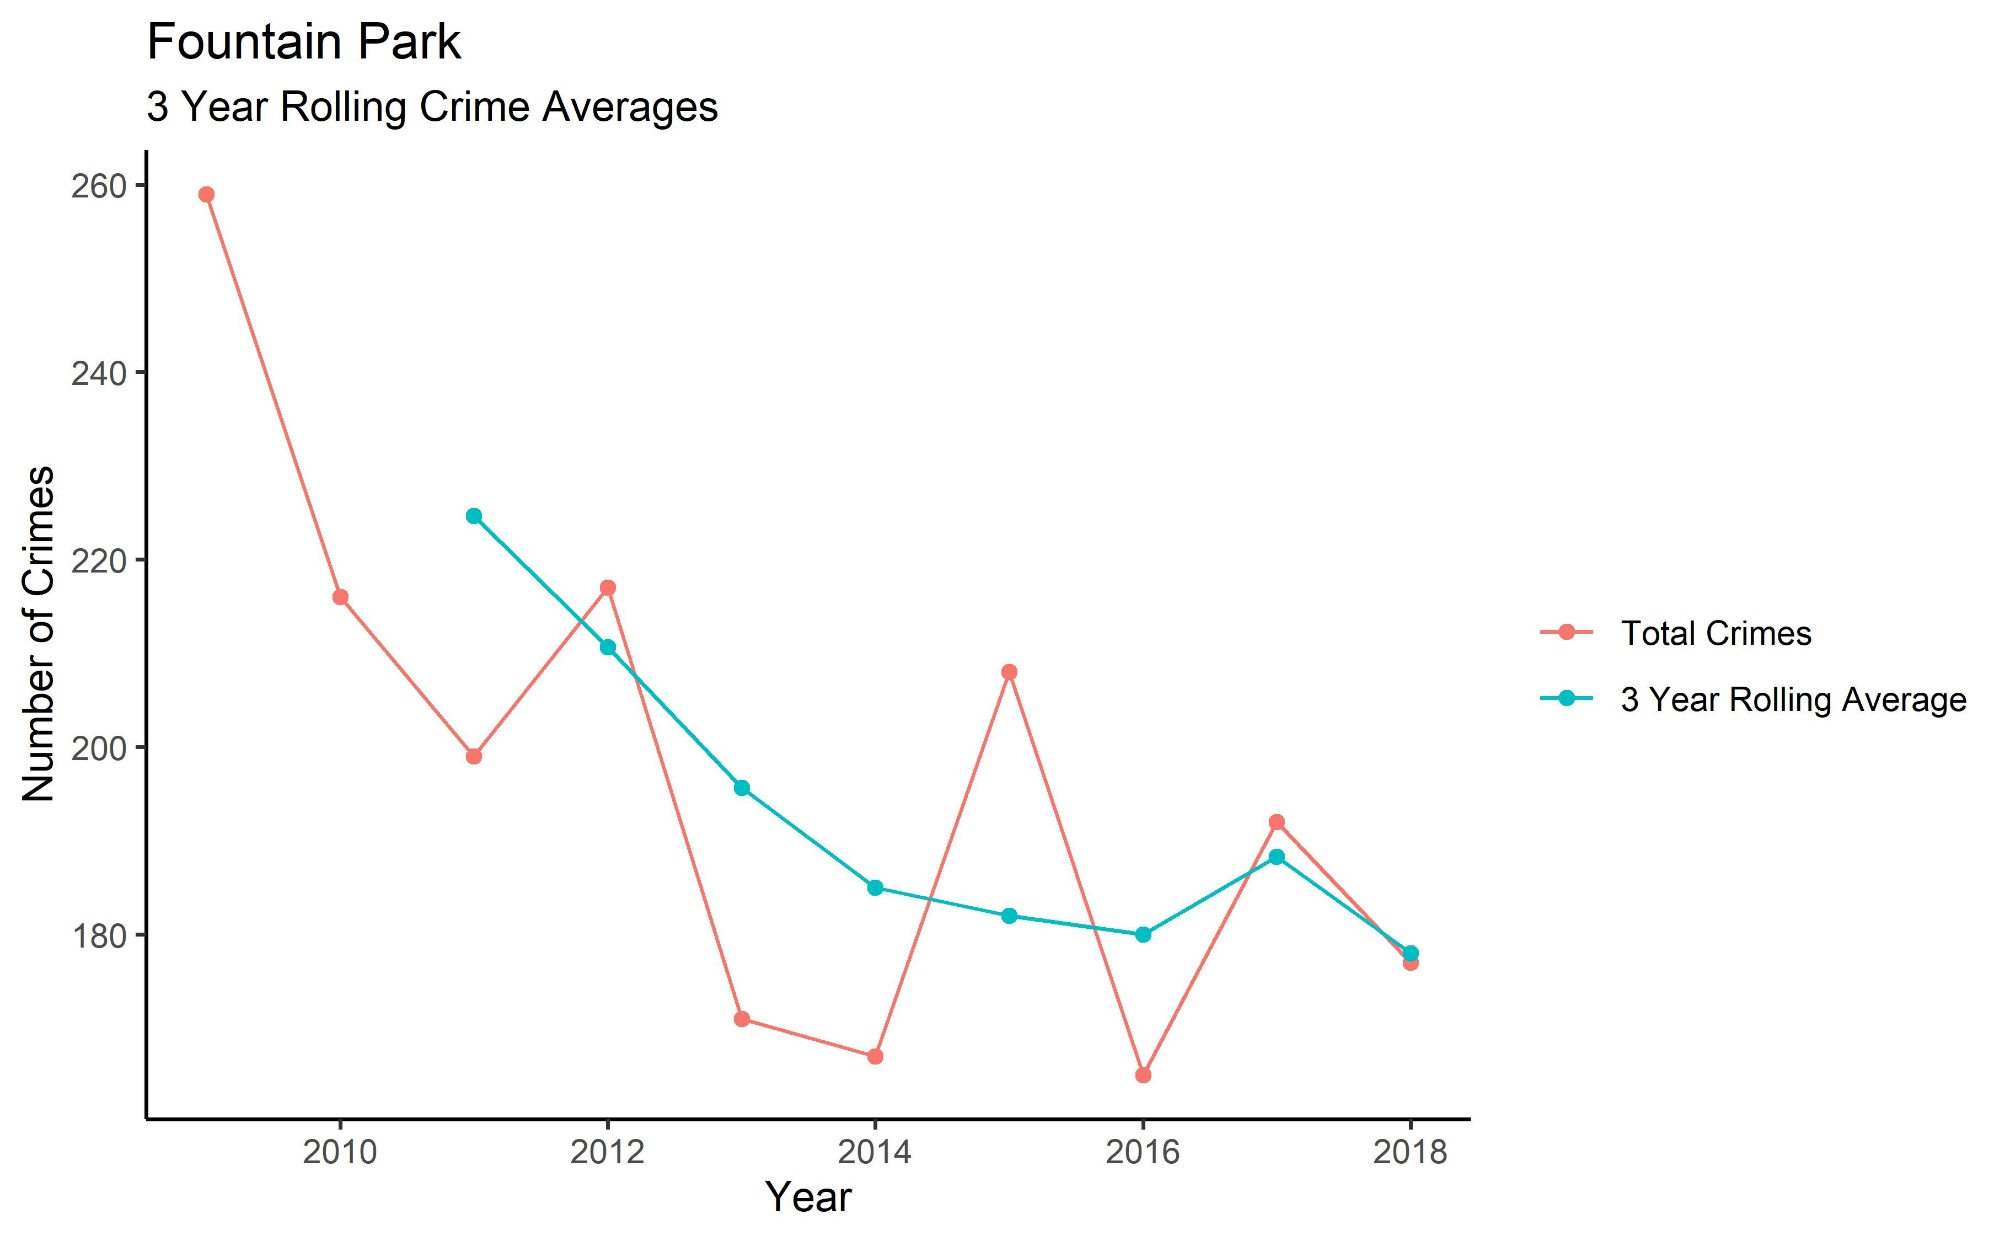 Fountain Park
3 Year Rolling Crime Averages
260
240
220
200
180
Number of Crimes
2010
2012
2014
2016
2018
Year
Total Crimes
3 Year Rolling Average